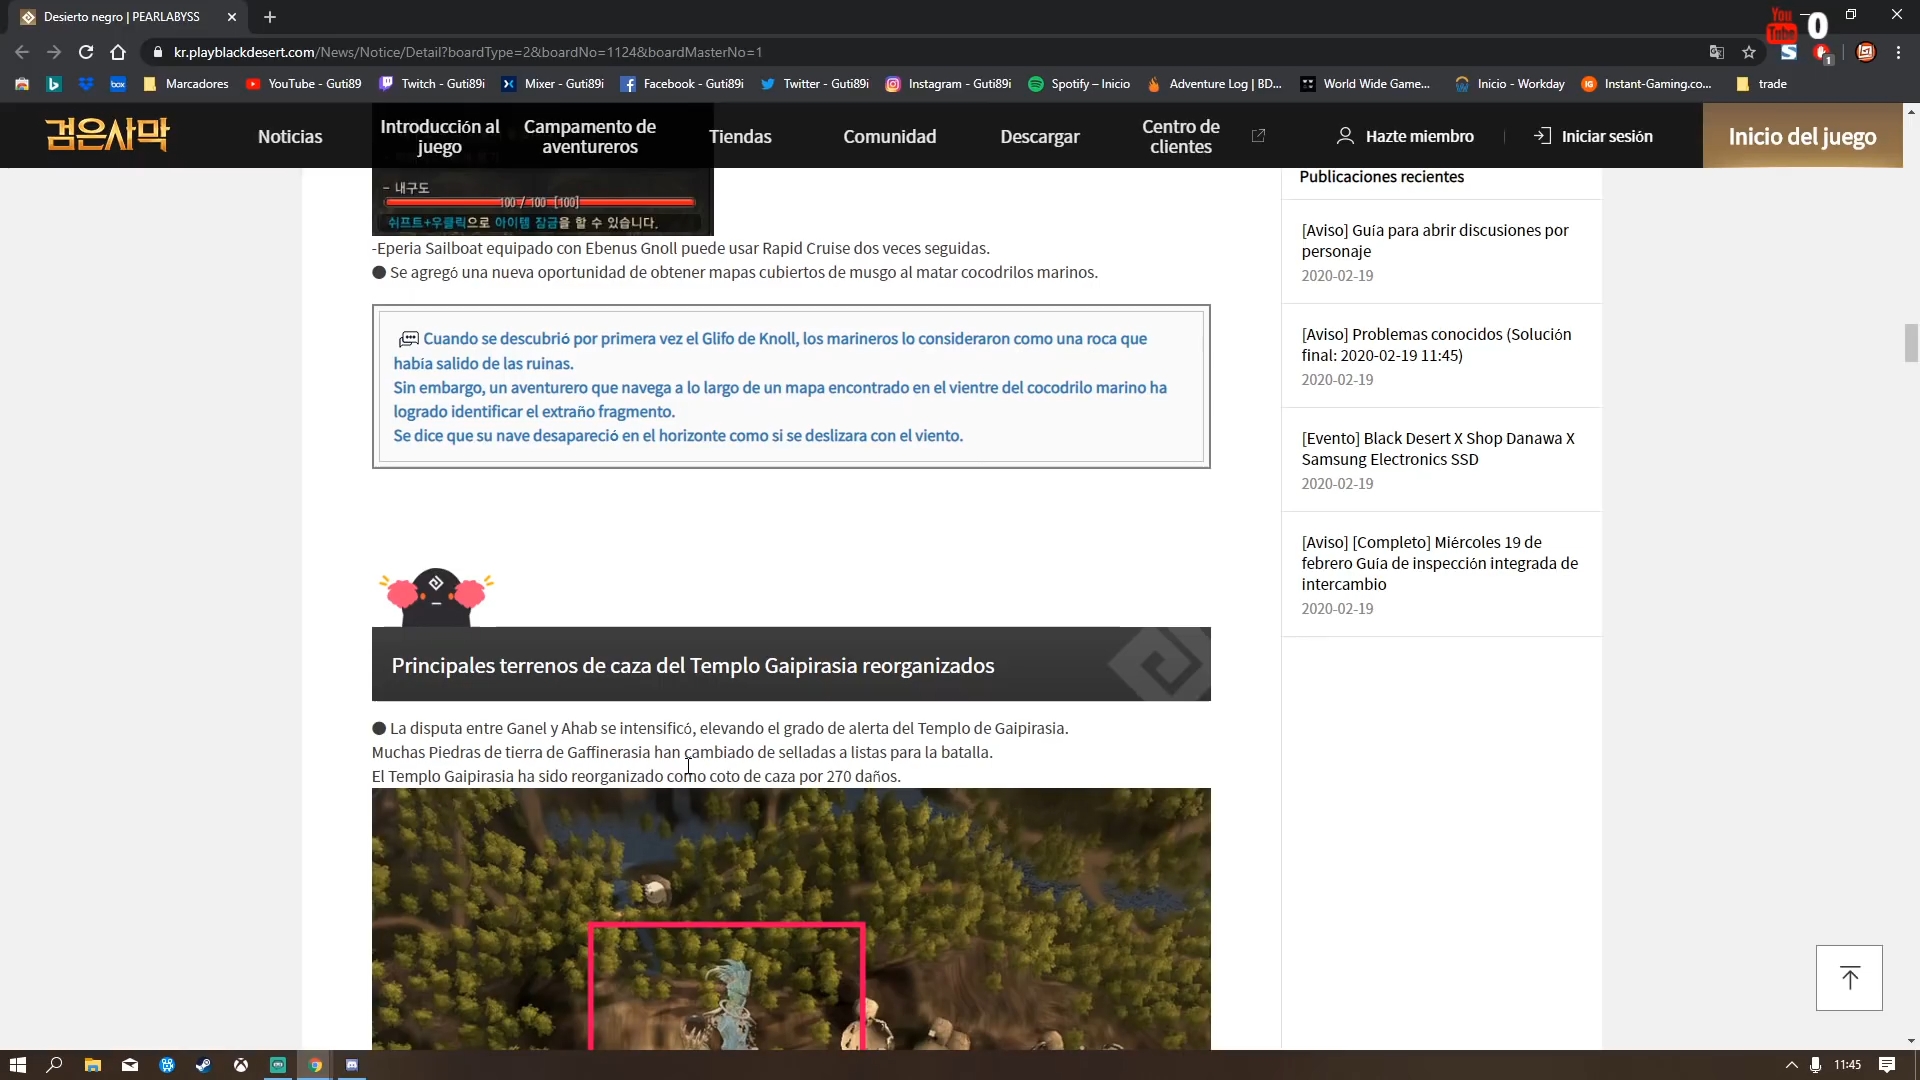 Desierto negro | PEARLABYSS
You Tube
0
kr.playblackdesert.com/News/Notice/Detail?boardType=2&boardNo=1124&boardMasterNo=1
S
1
box
Marcadores
YouTube - Guti89
Twitch - Guti89i
Mixer - Guti89i
Facebook - Guti89i
Twitter - Guti89i
Instagram - Guti89i
Spotify – Inicio
Adventure Log | BD...
World Wide Game...
Inicio - Workday
IG
Instant-Gaming.co...
trade
검은사막
Noticias
Introducción al juego
Campamento de aventureros
Tiendas
Comunidad
Descargar
Centro de clientes
Hazte miembro
Iniciar sesión
Inicio del juego
- 내구도
100 / 100 [100]
쉬프트+우클릭으로 아이템 잠금을 할 수 있습니다.
-Eperia Sailboat equipado con Ebenus Gnoll puede usar Rapid Cruise dos veces seguidas.
● Se agregó una nueva oportunidad de obtener mapas cubiertos de musgo al matar cocodrilos marinos.
Cuando se descubrió por primera vez el Glifo de Knoll, los marineros lo consideraron como una roca que
había salido de las ruinas.
Sin embargo, un aventurero que navega a lo largo de un mapa encontrado en el vientre del cocodrilo marino ha
logrado identificar el extraño fragmento.
Se dice que su nave desapareció en el horizonte como si se deslizara con el viento.
Principales terrenos de caza del Templo Gaipirasia reorganizados
● La disputa entre Ganel y Ahab se intensificó, elevando el grado de alerta del Templo de Gaipirasia.
Muchas Piedras de tierra de Gaffinerasia han cambiado de selladas a listas para la batalla.
El Templo Gaipirasia ha sido reorganizado como coto de caza por 270 daños.
Publicaciones recientes
[Aviso] Guía para abrir discusiones por
personaje
2020-02-19
[Aviso] Problemas conocidos (Solución
final: 2020-02-19 11:45)
2020-02-19
[Evento] Black Desert X Shop Danawa X
Samsung Electronics SSD
2020-02-19
[Aviso] [Completo] Miércoles 19 de
febrero Guía de inspección integrada de
intercambio
2020-02-19
11:45